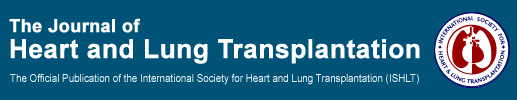 The Journal of
Heart and Lung Transplantation
The Official Publication of the International Society for Heart and Lung Transplantation (ISHLT)
INTERNATIONAL SOCIETY FOR
HEART & LUNG TRANSPLANTATION